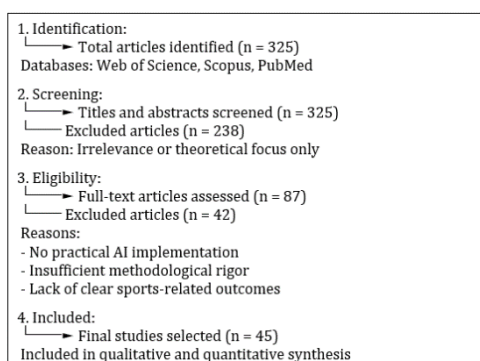 1. Identification:
Total articles identified (n = 325)
Databases: Web of Science, Scopus, PubMed
2. Screening:
Titles and abstracts screened (n = 325)
Excluded articles (n = 238)
Reason: Irrelevance or theoretical focus only
3. Eligibility:
Full-text articles assessed (n = 87)
Excluded articles (n = 42)
Reasons:
- No practical AI implementation
- Insufficient methodological rigor
- Lack of clear sports-related outcomes
4. Included:
Final studies selected (n = 45)
Included in qualitative and quantitative synthesis